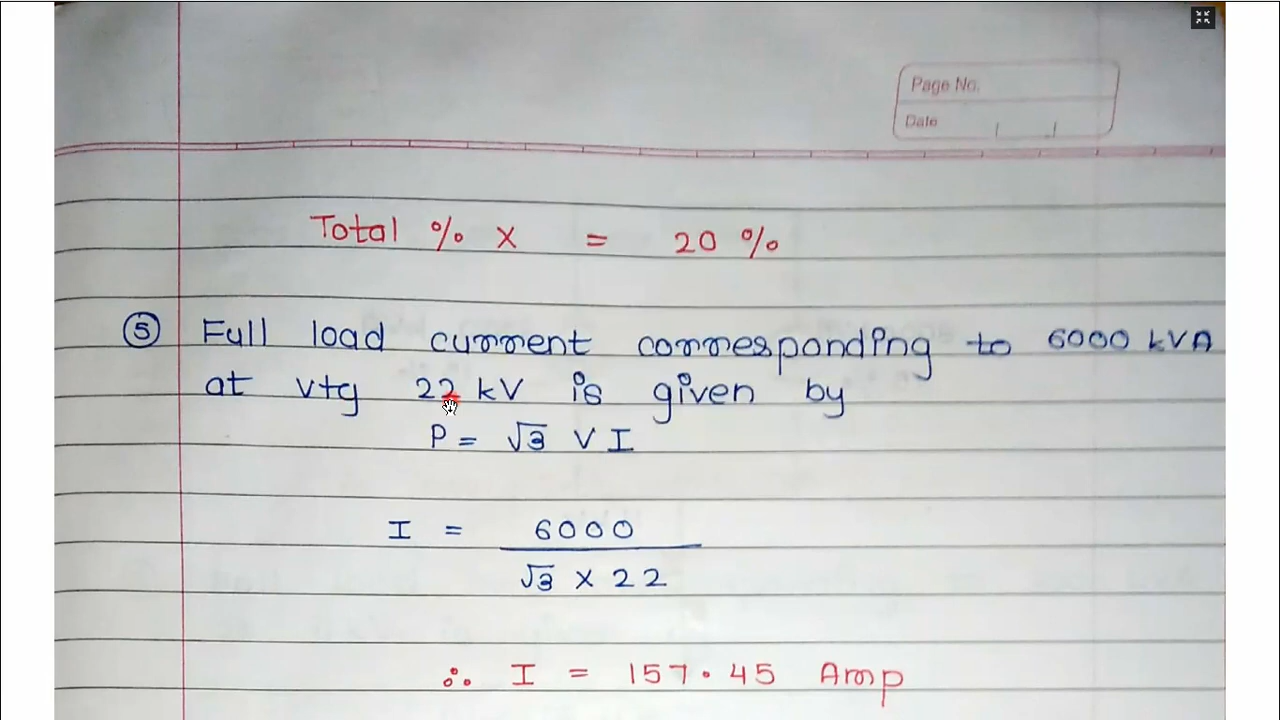 Page No.
Date
Total % X = 20 %
⑤ Full load current corresponding to 6000 kVA
at vtg 22 kV is given by
P = √3 V I
I = 6000
√3 × 22
∴ I = 157.45 Amp